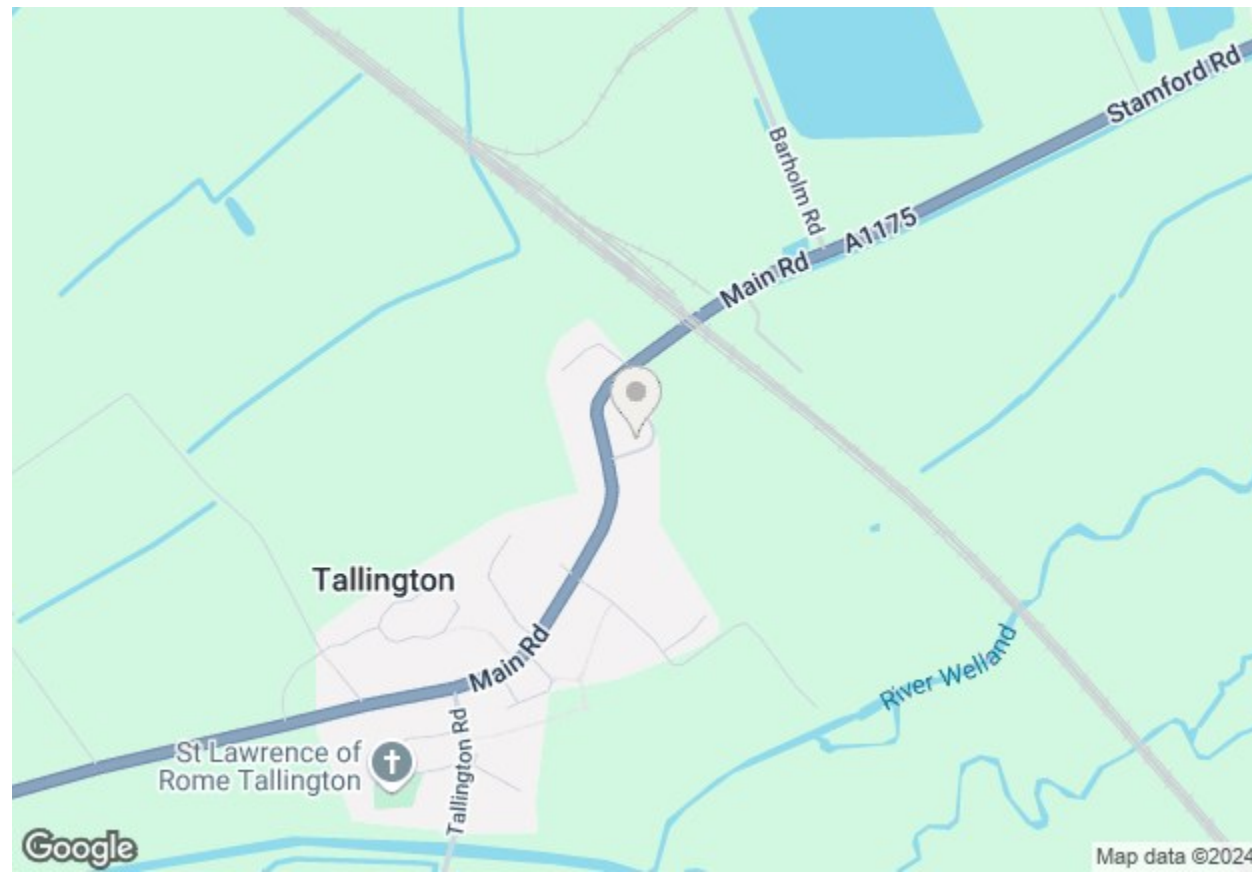 Stamford Rd
Barholm Rd
A1175
Main Rd
Tallington
Main Rd
River Welland
St Lawrence of
Rome Tallington
Tallington Rd
Google
Map data ©2024